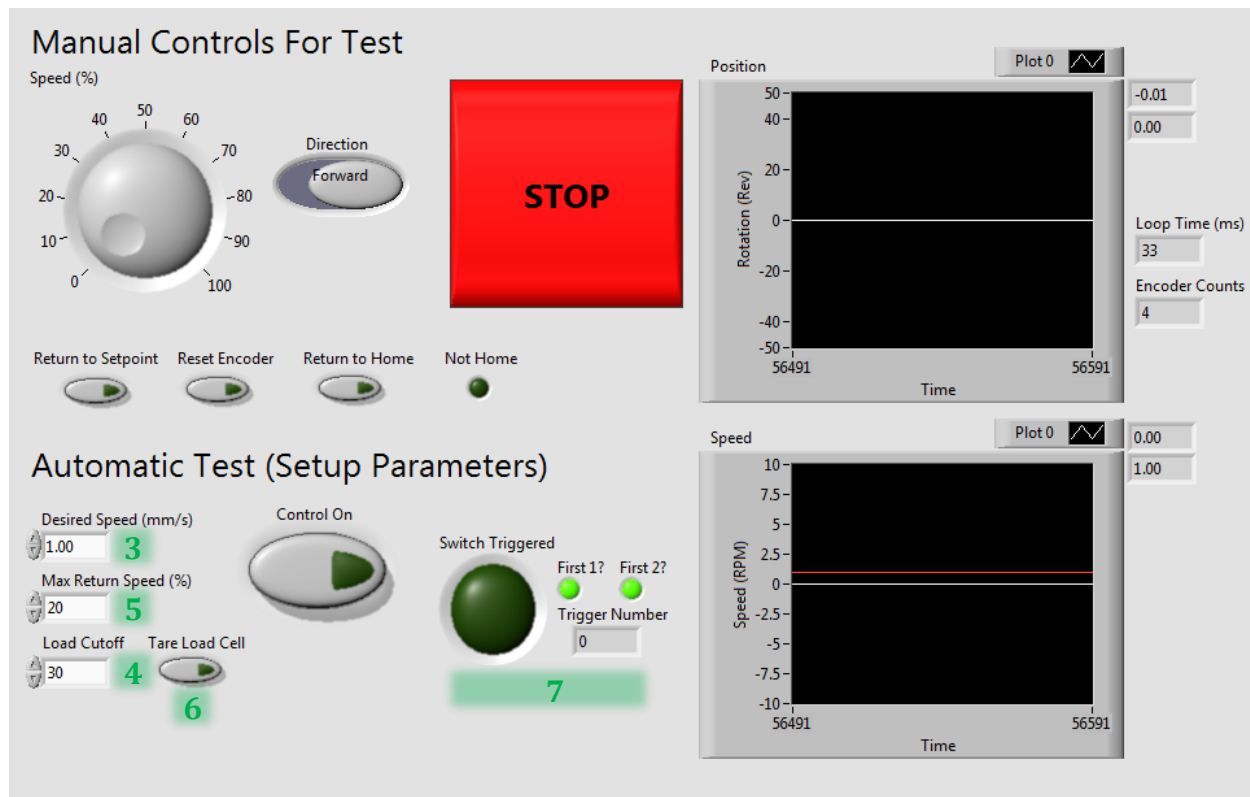 Manual Controls For Test
Speed (%)
0
10
20
30
40
50
60
70
80
90
100
Direction
Forward
STOP
Return to Setpoint
Reset Encoder
Return to Home
Not Home
Position
Plot 0
50
40
20
0
-20
-40
-50
Rotation (Rev)
56491
56591
Time
-0.01
0.00
Loop Time (ms)
33
Encoder Counts
4
Automatic Test (Setup Parameters)
Desired Speed (mm/s)
1.00
3
Max Return Speed (%)
20
5
Load Cutoff
30
4
Tare Load Cell
6
Control On
Switch Triggered
First 1?
First 2?
Trigger Number
0
7
Speed
Plot 0
10
7.5
5
2.5
0
-2.5
-5
-7.5
-10
Speed (RPM)
56491
56591
Time
0.00
1.00